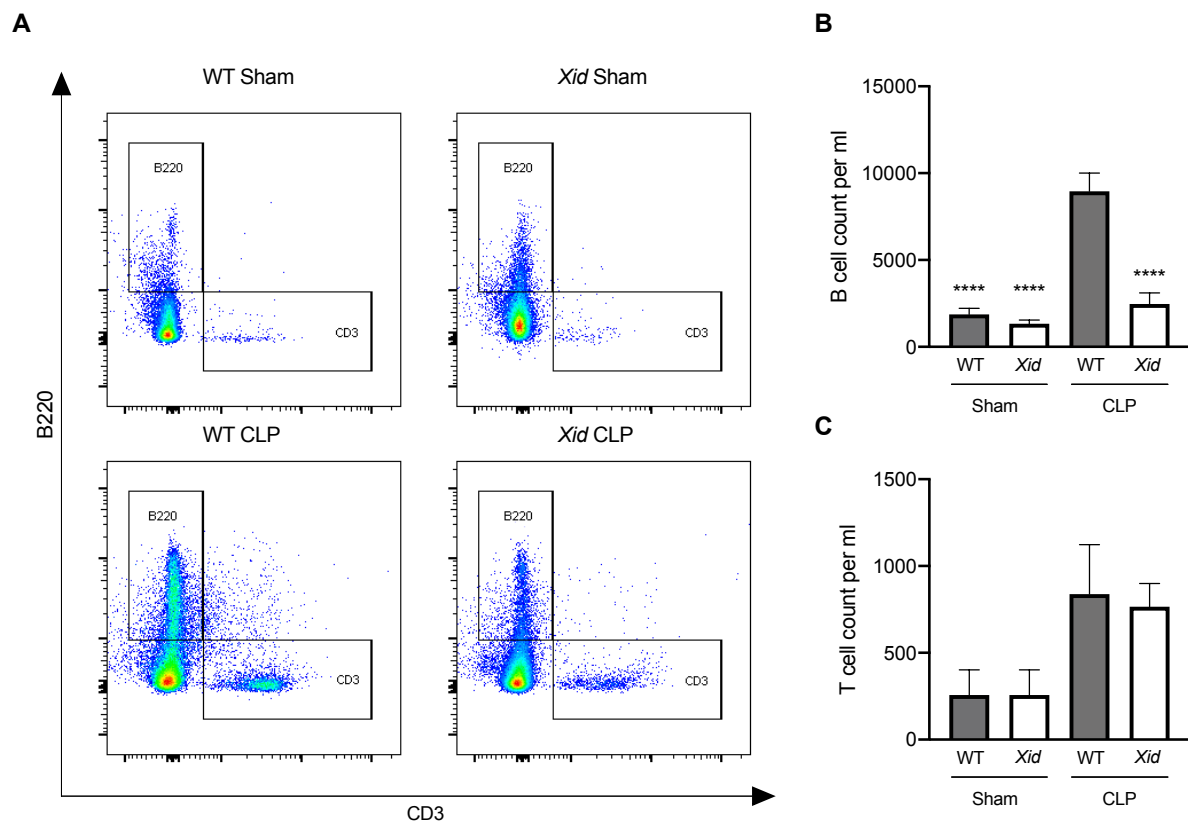 A
WT Sham
Xid Sham
B220
B220
CD3
CD3
WT CLP
Xid CLP
B220
B220
CD3
CD3
B220
CD3
B
B cell count per ml
15000
10000
5000
0
****
****
****
WT
Xid
WT
Xid
Sham
CLP
C
T cell count per ml
1500
1000
500
0
WT
Xid
WT
Xid
Sham
CLP